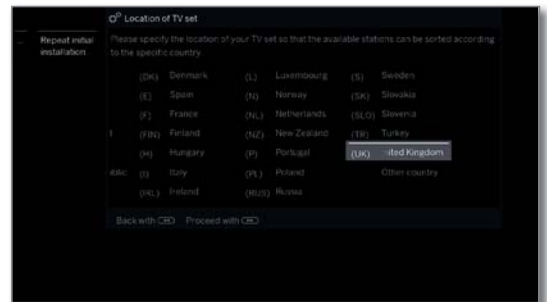 Location of TV set
Repeat initial
installation
Please specify the location of your TV set so that the available stations can be sorted according
to the specific country.
(DK) Denmark (L) Luxembourg (S) Sweden
(E) Spain (N) Norway (SK) Slovakia
(F) France (NL) Netherlands (SLO) Slovenia
(FIN) Finland (NZ) New Zealand (TR) Turkey
(H) Hungary (P) Portugal (UK) United Kingdom
(I) Italy (PL) Poland Other country
(IRL) Ireland (RUS) Russia
Back with Proceed with